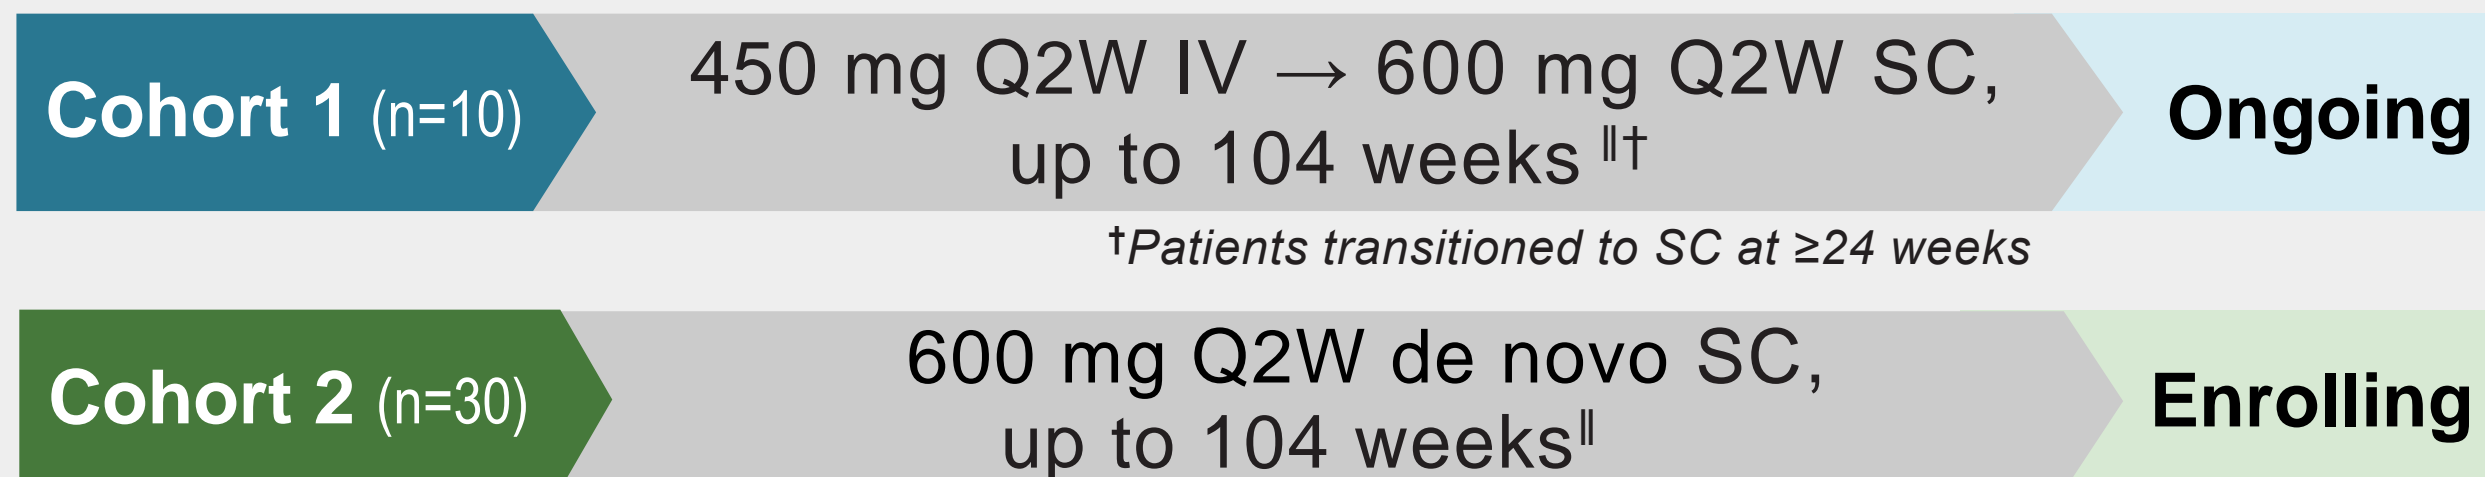 Cohort 1 (n=10)
450 mg Q2W IV → 600 mg Q2W SC,
up to 104 weeks ‖†
Ongoing
†Patients transitioned to SC at ≥24 weeks
Cohort 2 (n=30)
600 mg Q2W de novo SC,
up to 104 weeks‖
Enrolling